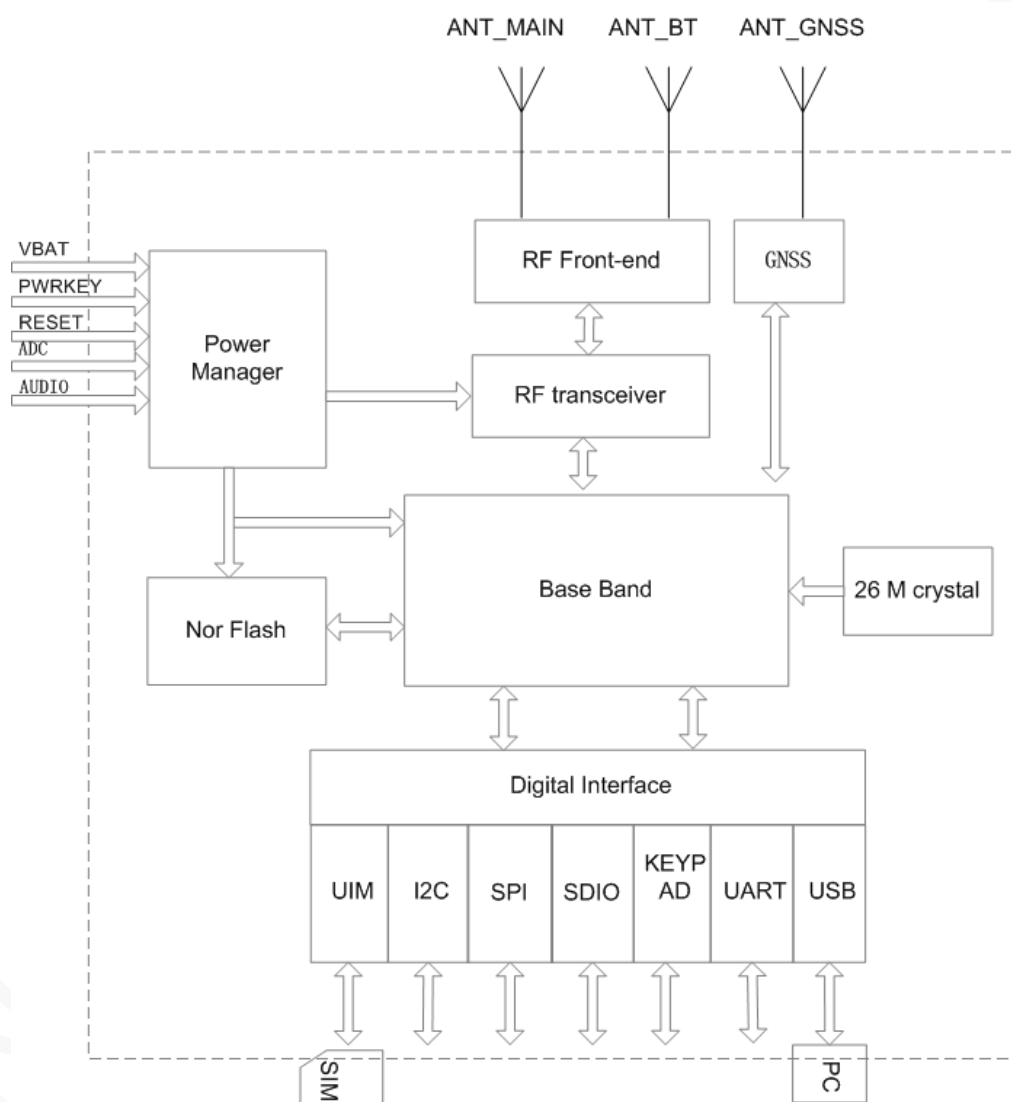 ANT_MAIN ANT_BT ANT_GNSS
VBAT
PWRKEY
RESET
ADC
AUDIO
Power
Manager
RF Front-end
GNSS
RF transceiver
Base Band
26 M crystal
Nor Flash
Digital Interface
UIM I2C SPI SDIO KEYP
AD UART USB
SIM
PC